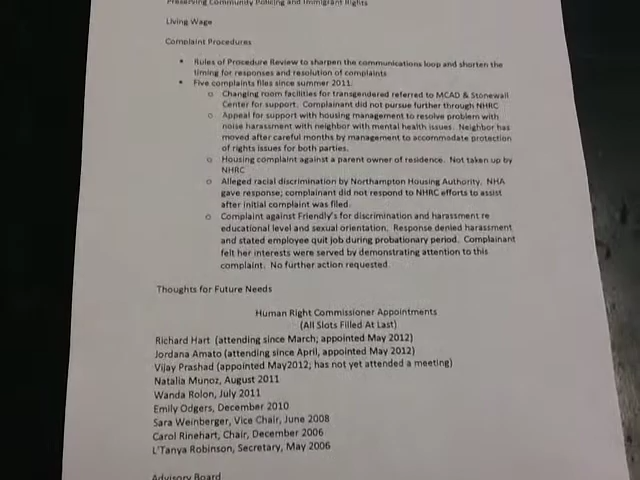 Preserving Community Policing and Immigrant Rights
Living Wage
Complaint Procedures
• Rules of Procedure Review to sharpen the communications loop and shorten the
timing for responses and resolution of complaints
• Five complaints files since summer 2011:
o Changing room facilities for transgendered referred to MCAD & Stonewall
Center for support. Complainant did not pursue further through NHRC
o Appeal for support with housing management to resolve problem with
noise harassment with neighbor with mental health issues. Neighbor has
moved after careful months by management to accommodate protection
of rights issues for both parties.
o Housing complaint against a parent owner of residence. Not taken up by
NHRC
o Alleged racial discrimination by Northampton Housing Authority. NHA
gave response; complainant did not respond to NHRC efforts to assist
after initial complaint was filed.
o Complaint against Friendly's for discrimination and harassment re
educational level and sexual orientation. Response denied harassment
and stated employee quit job during probationary period. Complainant
felt her interests were served by demonstrating attention to this
complaint. No further action requested.
Thoughts for Future Needs
Human Right Commissioner Appointments
(All Slots Filled At Last)
Richard Hart (attending since March; appointed May 2012)
Jordana Amato (attending since April, appointed May 2012)
Vijay Prashad (appointed May2012; has not yet attended a meeting)
Natalia Munoz, August 2011
Wanda Rolon, July 2011
Emily Odgers, December 2010
Sara Weinberger, Vice Chair, June 2008
Carol Rinehart, Chair, December 2006
L'Tanya Robinson, Secretary, May 2006
Advisory Board